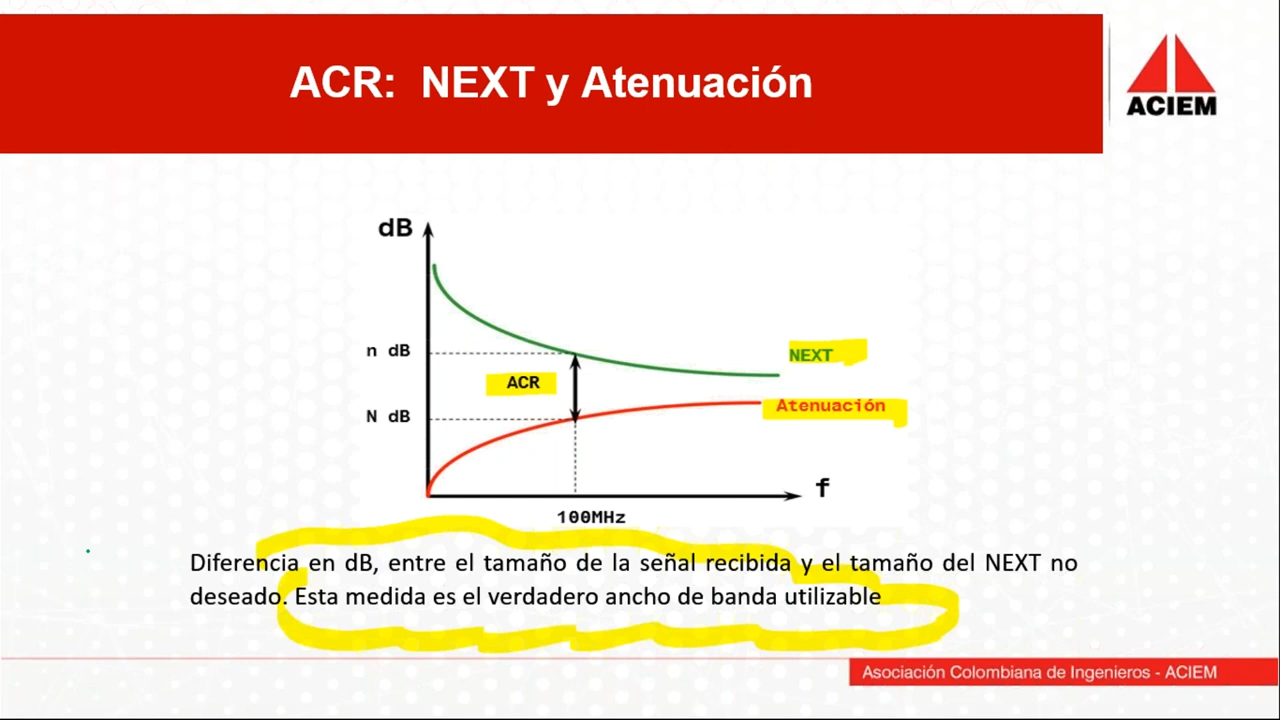 ACR: NEXT y Atenuación
ACIEM
dB
n dB
NEXT
ACR
Atenuación
N dB
f
100MHz
Diferencia en dB, entre el tamaño de la señal recibida y el tamaño del NEXT no
deseado. Esta medida es el verdadero ancho de banda utilizable
Asociación Colombiana de Ingenieros - ACIEM